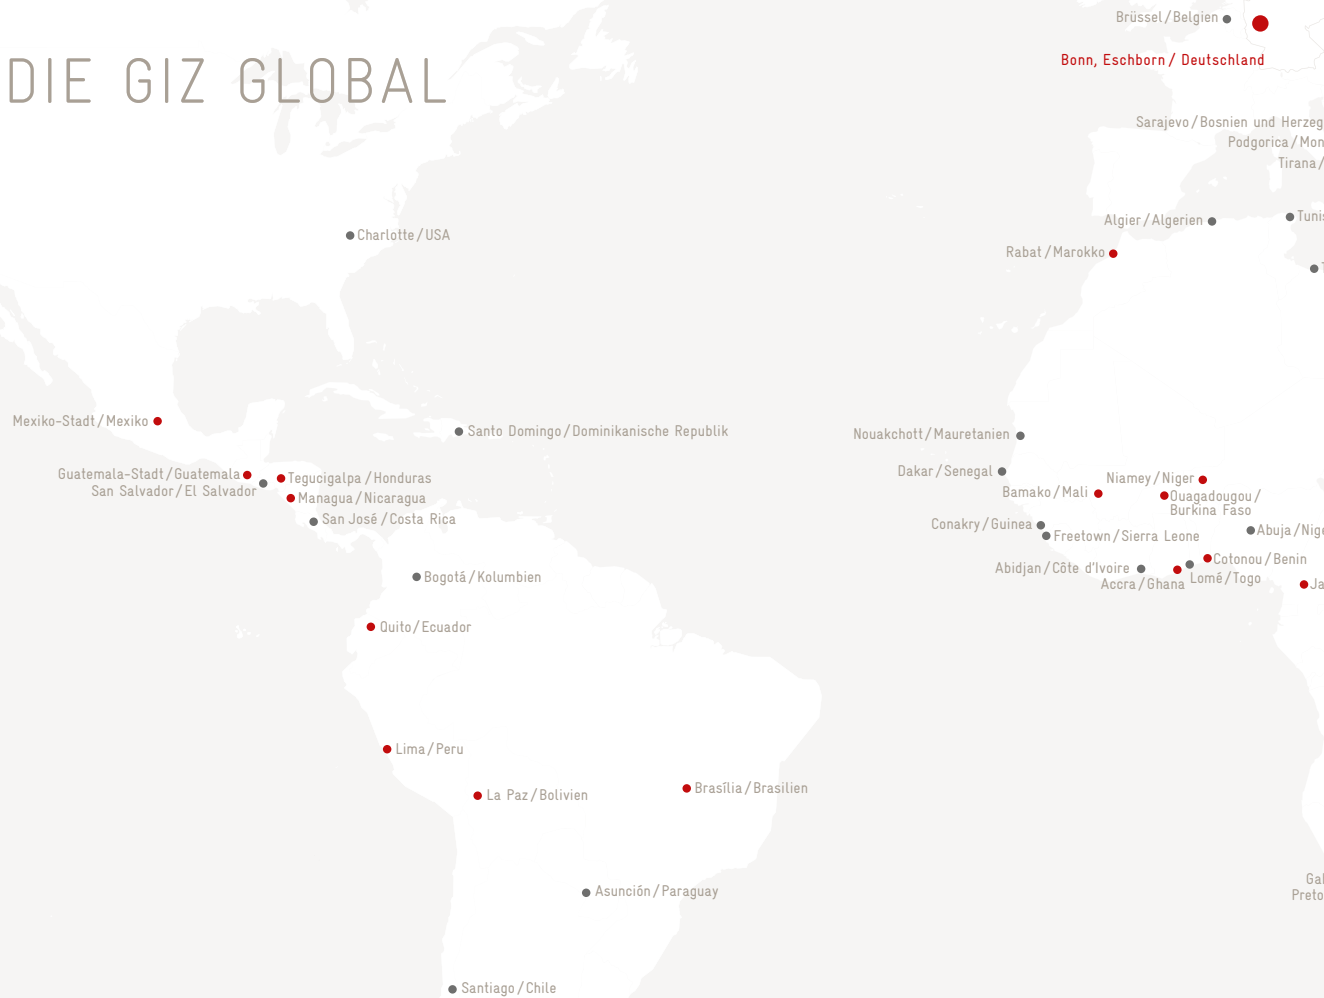 Brüssel/Belgien
DIE GIZ GLOBAL
Bonn, Eschborn/Deutschland
Sarajevo/Bosnien und Herzeg
Podgorica/Mon
Tirana/
Charlotte/USA
Algier/Algerien
Tunis
Rabat/Marokko
Mexiko-Stadt/Mexiko
Santo Domingo/Dominikanische Republik
Nouakchott/Mauretanien
Guatemala-Stadt/Guatemala
Tegucigalpa/Honduras
San Salvador/El Salvador
Managua/Nicaragua
San José/Costa Rica
Dakar/Senegal
Niamey/Niger
Bamako/Mali
Ouagadougou/
Burkina Faso
Conakry/Guinea
Freetown/Sierra Leone
Abuja/Nige
Abidjan/Côte d'Ivoire
Cotonou/Benin
Accra/Ghana
Lomé/Togo
Ja
Bogotá/Kolumbien
Quito/Ecuador
Lima/Peru
La Paz/Bolivien
Brasília/Brasilien
Asunción/Paraguay
Preto
Santiago/Chile